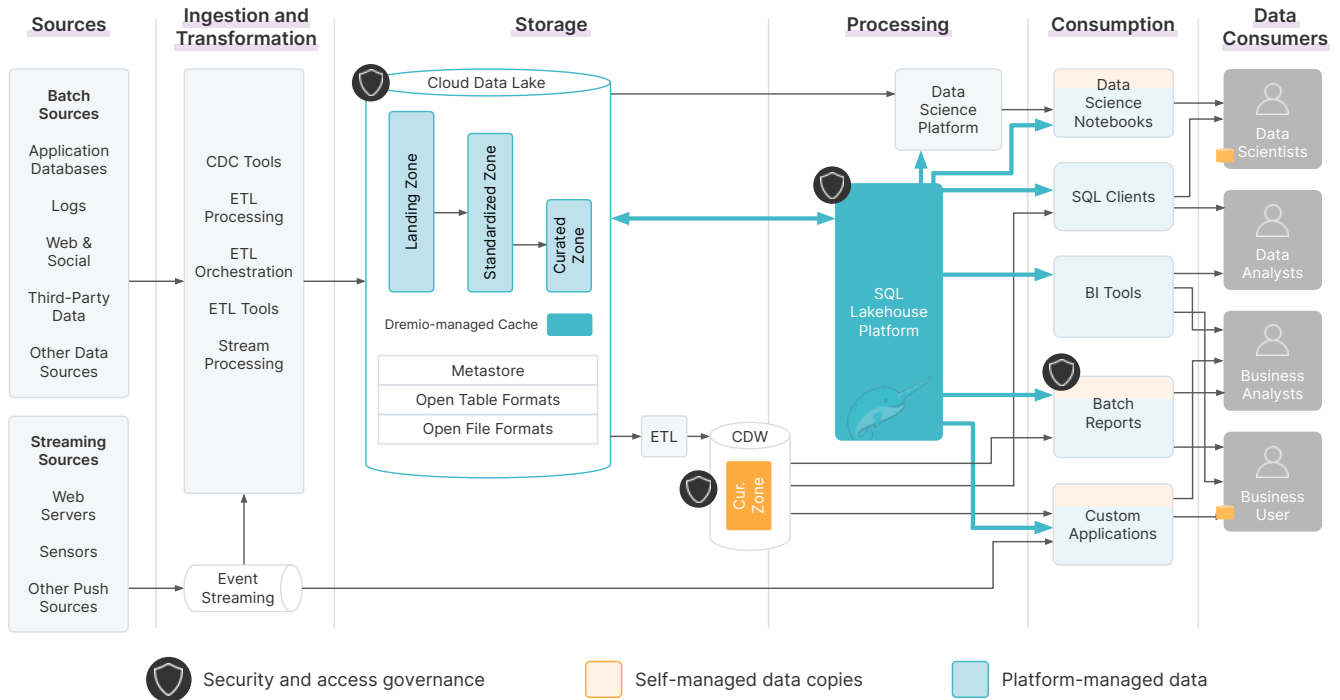 Sources
Ingestion and
Transformation
Storage
Processing
Consumption
Data
Consumers
Batch
Sources
Application
Databases
Logs
Web &
Social
Third-Party
Data
Other Data
Sources
Streaming
Sources
Web
Servers
Sensors
Other Push
Sources
CDC Tools
ETL
Processing
ETL
Orchestration
ETL Tools
Stream
Processing
Event
Streaming
Cloud Data Lake
Landing Zone
Standardized Zone
Curated
Zone
Dremio-managed Cache
Metastore
Open Table Formats
Open File Formats
ETL
CDW
Cur.
Zone
Data
Science
Platform
SQL
Lakehouse
Platform
Data
Science
Notebooks
SQL Clients
BI Tools
Batch
Reports
Custom
Applications
Data
Scientists
Data
Analysts
Business
Analysts
Business
User
Security and access governance
Self-managed data copies
Platform-managed data